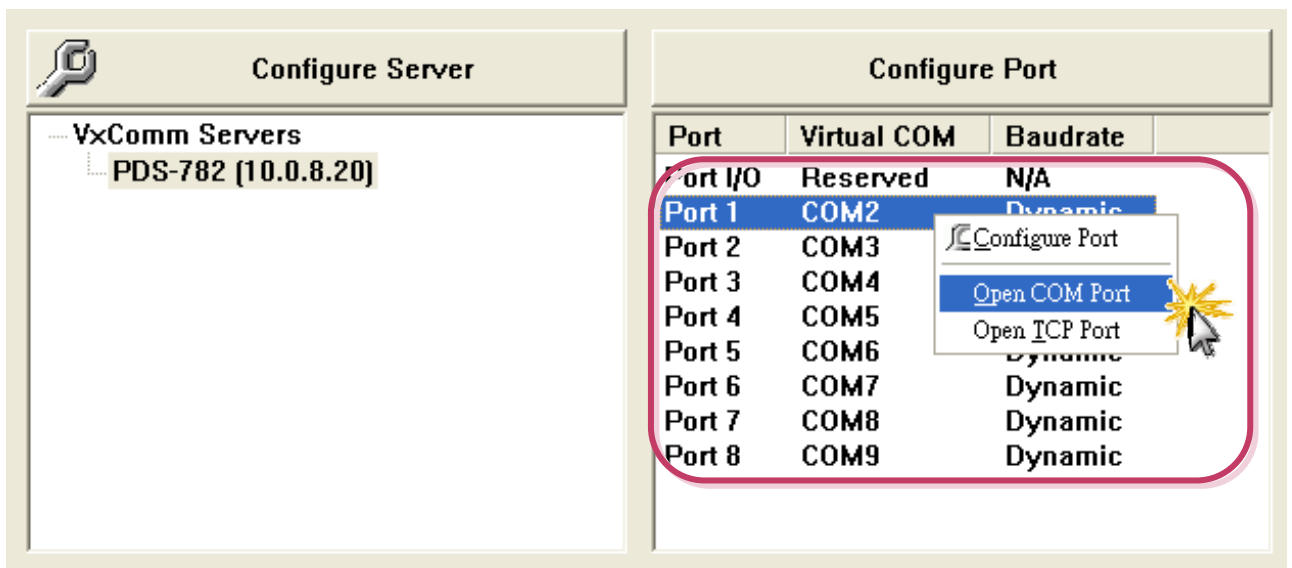 Configure Server
VxComm Servers
PDS-782 (10.0.8.20)
Configure Port
Port Virtual COM Baudrate
Port I/O Reserved N/A
Port 1 COM2 Dynamic
Port 2 COM3
Port 3 COM4
Port 4 COM5
Port 5 COM6 Dynamic
Port 6 COM7 Dynamic
Port 7 COM8 Dynamic
Port 8 COM9 Dynamic
Configure Port
Open COM Port
Open TCP Port